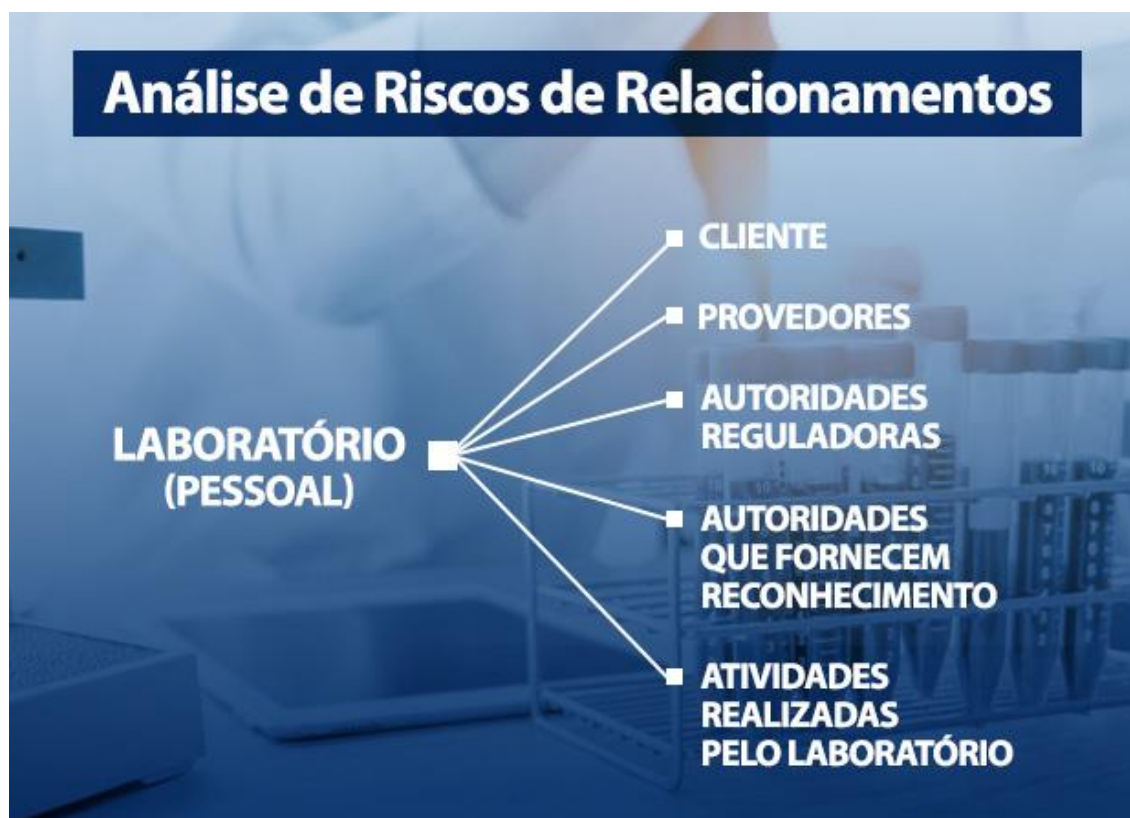 Análise de Riscos de Relacionamentos
CLIENTE
PROVEDORES
AUTORIDADES
REGULADORAS
LABORATÓRIO
(PESSOAL)
AUTORIDADES
QUE FORNECEM
RECONHECIMENTO
ATIVIDADES
REALIZADAS
PELO LABORATÓRIO